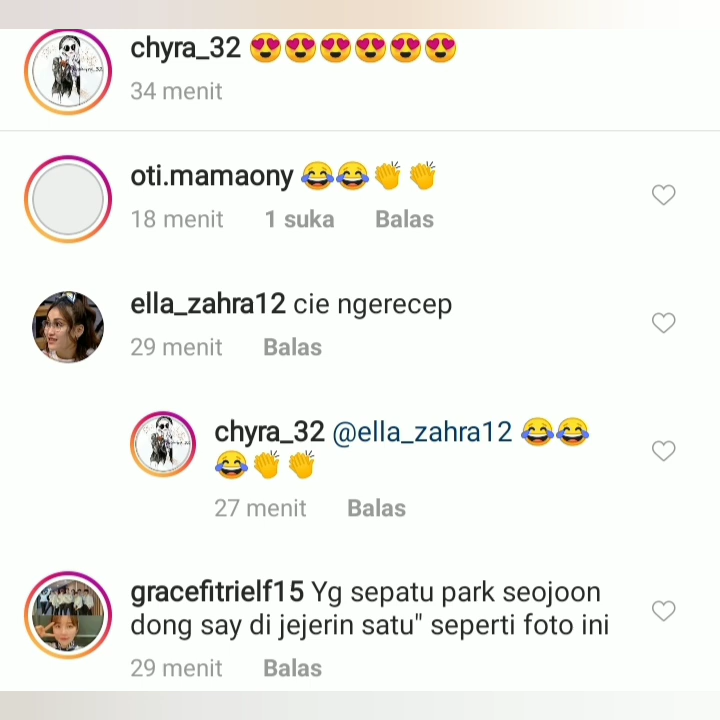 chyra_32 😍😍😍😍😍😍
34 menit
oti.mamaony 😂😂👏👏
18 menit 1 suka Balas
ella_zahra12 cie ngerecep
29 menit Balas
chyra_32 @ella_zahra12 😂😂
😂👏👏
27 menit Balas
gracefitrielf15 Yg sepatu park seojoon
dong say di jejerin satu" seperti foto ini
29 menit Balas